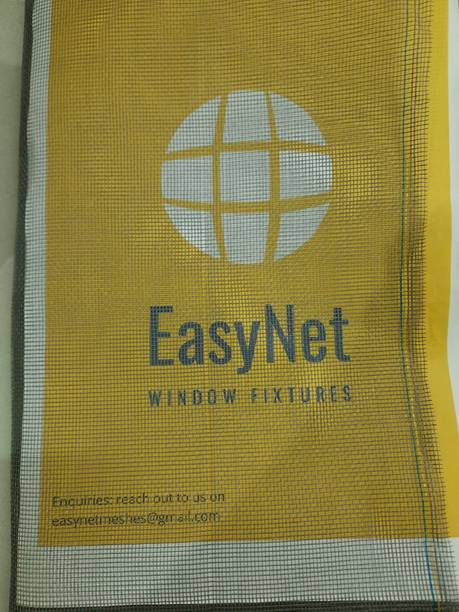 EasyNet
WINDOW FIXTURES
Enquiries: reach out to us on
easynetmeshes@gmail.com